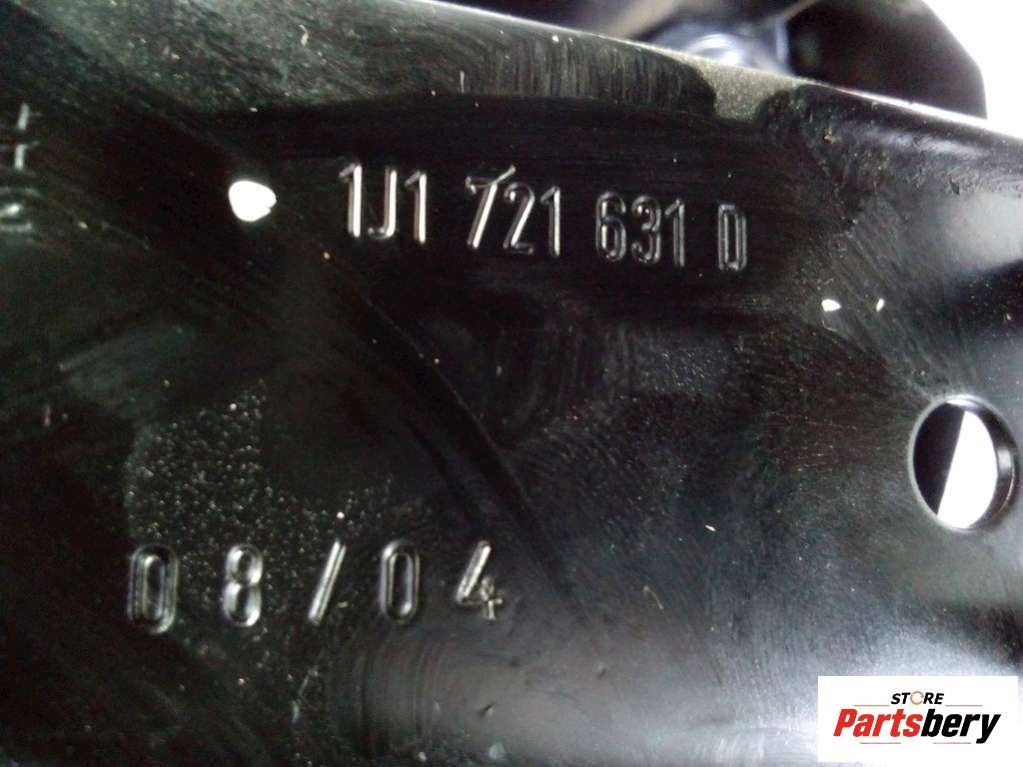 1J1 721 631 D
08/04
STORE
Partsbery